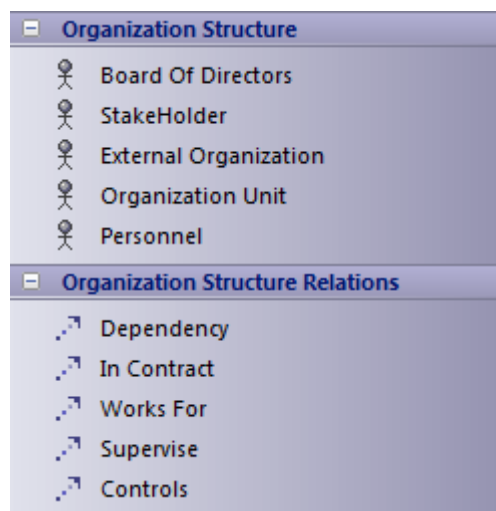 Organization Structure
Board Of Directors
StakeHolder
External Organization
Organization Unit
Personnel
Organization Structure Relations
Dependency
In Contract
Works For
Supervise
Controls